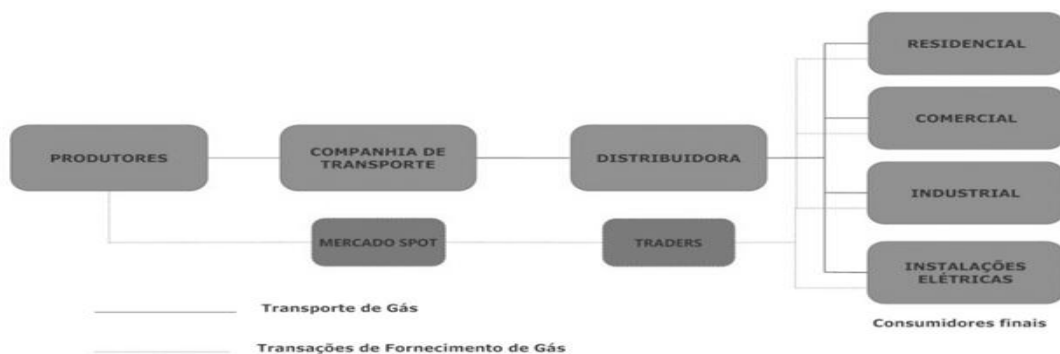 RESIDENCIAL
COMERCIAL
PRODUTORES
COMPANHIA DE
TRANSPORTE
DISTRIBUIDORA
INDUSTRIAL
MERCADO SPOT
TRADERS
INSTALAÇÕES
ELÉTRICAS
Transporte de Gás
Consumidores finais
Transações de Fornecimento de Gás